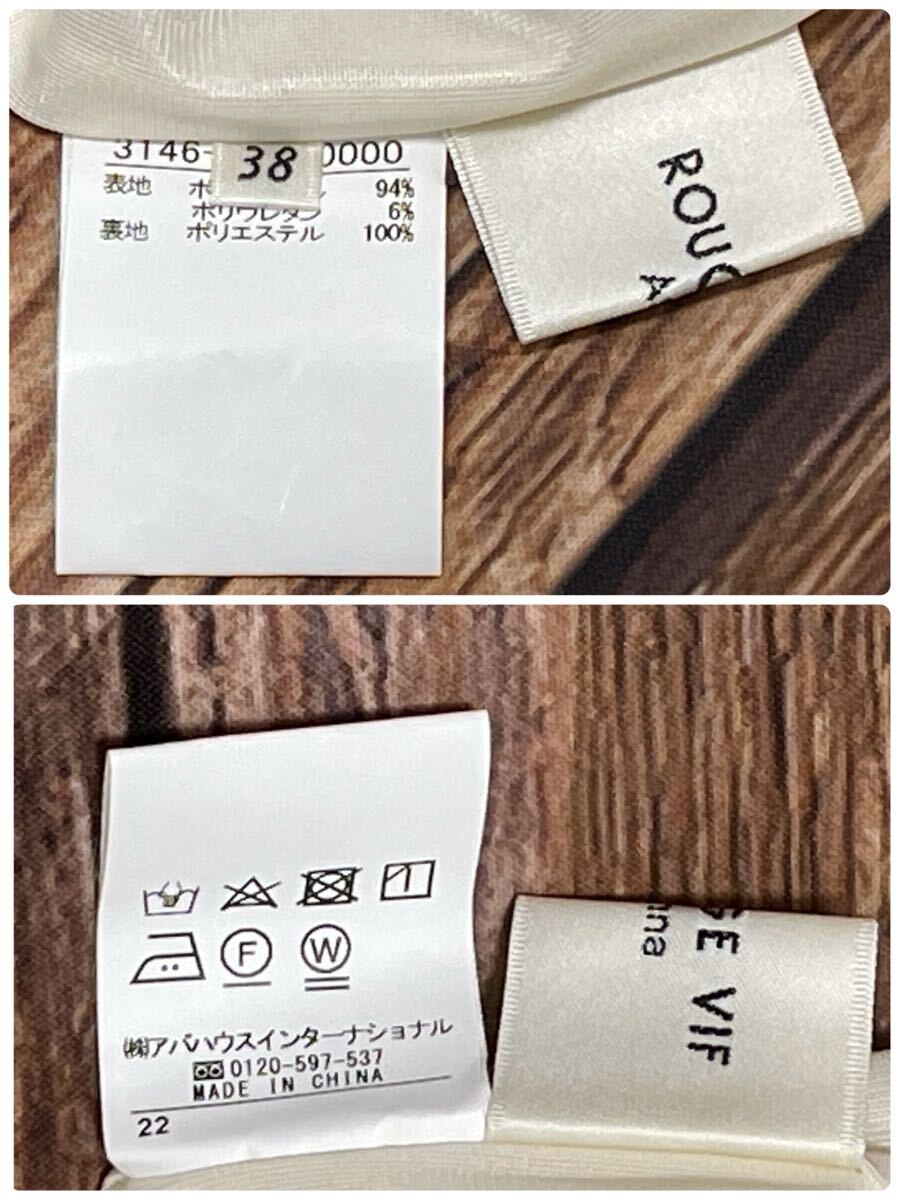 3146- 0000
38
表地 94%
ポリウレタン 6%
裏地 ポリエステル 100%
ROUG
A
㈱アバハウスインターナショナル
0120-597-537
MADE IN CHINA
22
F
W
GE VIF
ina